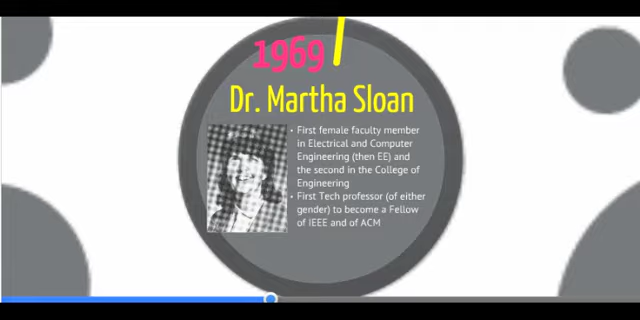 1969
Dr. Martha Sloan
• First female faculty member
in Electrical and Computer
Engineering (then EE) and
the second in the College of
Engineering
• First Tech professor (of either
gender) to become a Fellow
of IEEE and of ACM